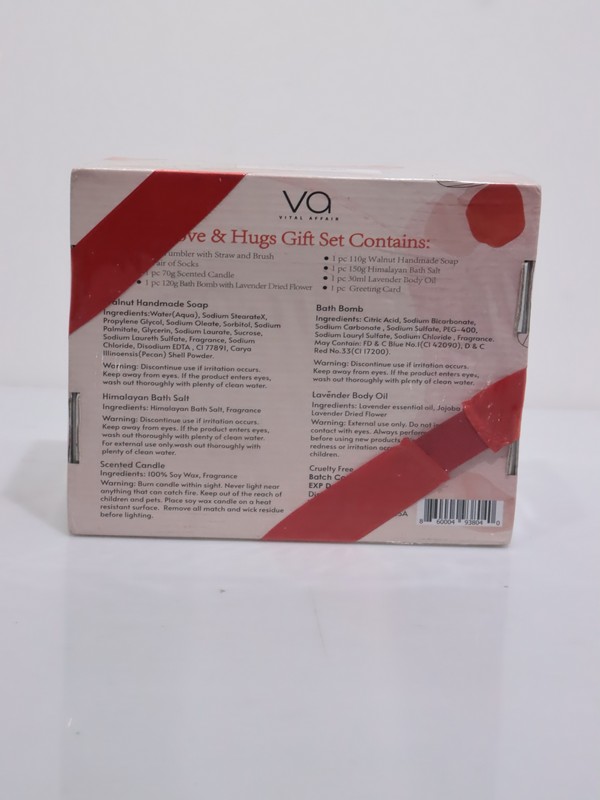 va
VITAL AFFAIR
ve & Hugs Gift Set Contains:
Tumbler with Straw and Brush
air of Socks
1 pc 70g Scented Candle
1 pc 120g Bath Bomb with Lavender Dried Flower
1 pc 110g Walnut Handmade Soap
1 pc 150g Himalayan Bath Salt
1 pc 30ml Lavender Body Oil
1 pc Greeting Card
alnut Handmade Soap
Ingredients:Water(Aqua), Sodium StearateX,
Propylene Glycol, Sodium Oleate, Sorbitol, Sodium
Palmitate, Glycerin, Sodium Laurate, Sucrose,
Sodium Laureth Sulfate, Fragrance, Sodium
Chloride, Disodium EDTA , CI 77891, Carya
Illinoensis(Pecan) Shell Powder.
Warning: Discontinue use if irritation occurs.
Keep away from eyes. If the product enters eyes,
wash out thoroughly with plenty of clean water.
Himalayan Bath Salt
Ingredients: Himalayan Bath Salt, Fragrance
Warning: Discontinue use if irritation occurs.
Keep away from eyes. If the product enters eyes,
wash out thoroughly with plenty of clean water.
For external use only.wash out thoroughly with
plenty of clean water.
Scented Candle
Ingredients: 100% Soy Wax, Fragrance
Warning: Burn candle within sight. Never light near
anything that can catch fire. Keep out of the reach of
children and pets. Place soy wax candle on a heat
resistant surface. Remove all match and wick residue
before lighting.
Bath Bomb
Ingredients: Citric Acid, Sodium Bicarbonate,
Sodium Carbonate , Sodium Sulfate, PEG-400,
Sodium Lauryl Sulfate, Sodium Chloride , Fragrance.
May Contain: FD & C Blue No.1(CI 42090), D & C
Red No.33(CI 17200).
Warning: Discontinue use if irritation occurs.
Keep away from eyes. If the product enters eyes,
wash out thoroughly with plenty of clean water.
Lavender Body Oil
Ingredients: Lavender essential oil, Jojoba
Lavender Dried Flower
Warning: External use only. Do not
contact with eyes. Always perform
before using new products
redness or irritation occu
children.
Cruelty Free
Batch Co
EXP D
Di
SA
8 60004 93804 0